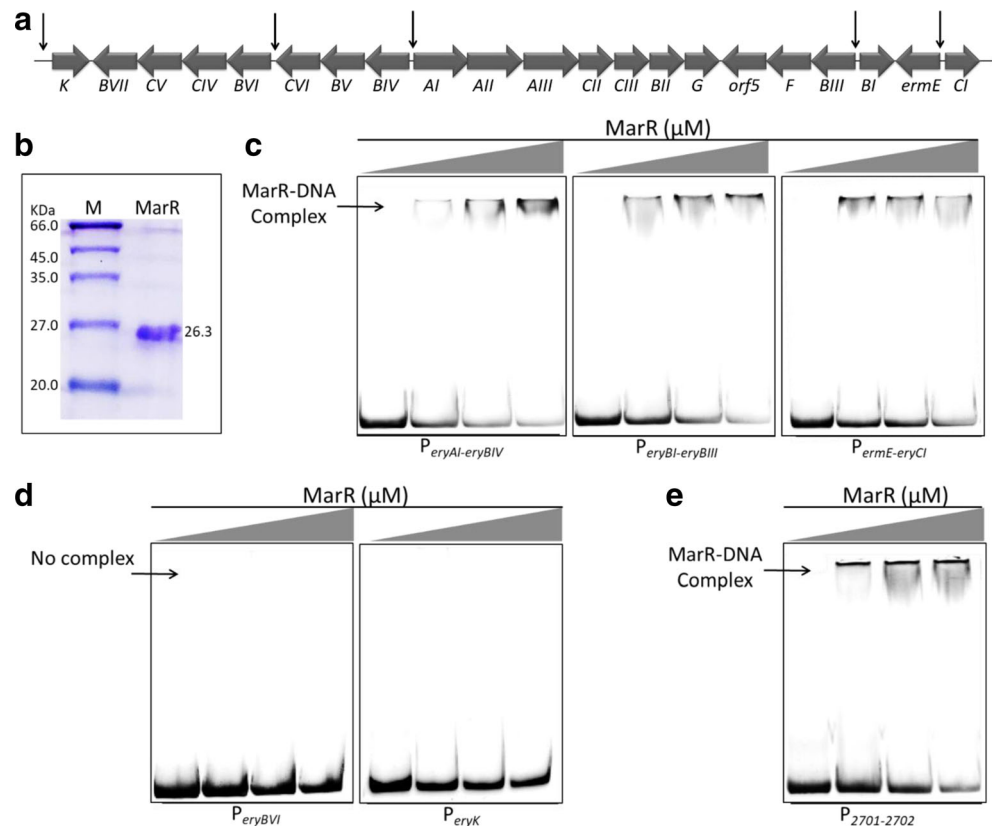 a
K BVII CV CIV BVI CVI BV BIV AI AII AIII CII CIII BII G orf5 F BIII BI ermE CI
b
KDa M MarR
66.0
45.0
35.0
27.0
26.3
20.0
c
MarR (µM)
MarR-DNA
Complex
PeryAI-eryBIV PeryBI-eryBIII PermE-eryCI
d
MarR (µM)
No complex
PeryBVI PeryK
e
MarR (µM)
MarR-DNA
Complex
P2701-2702